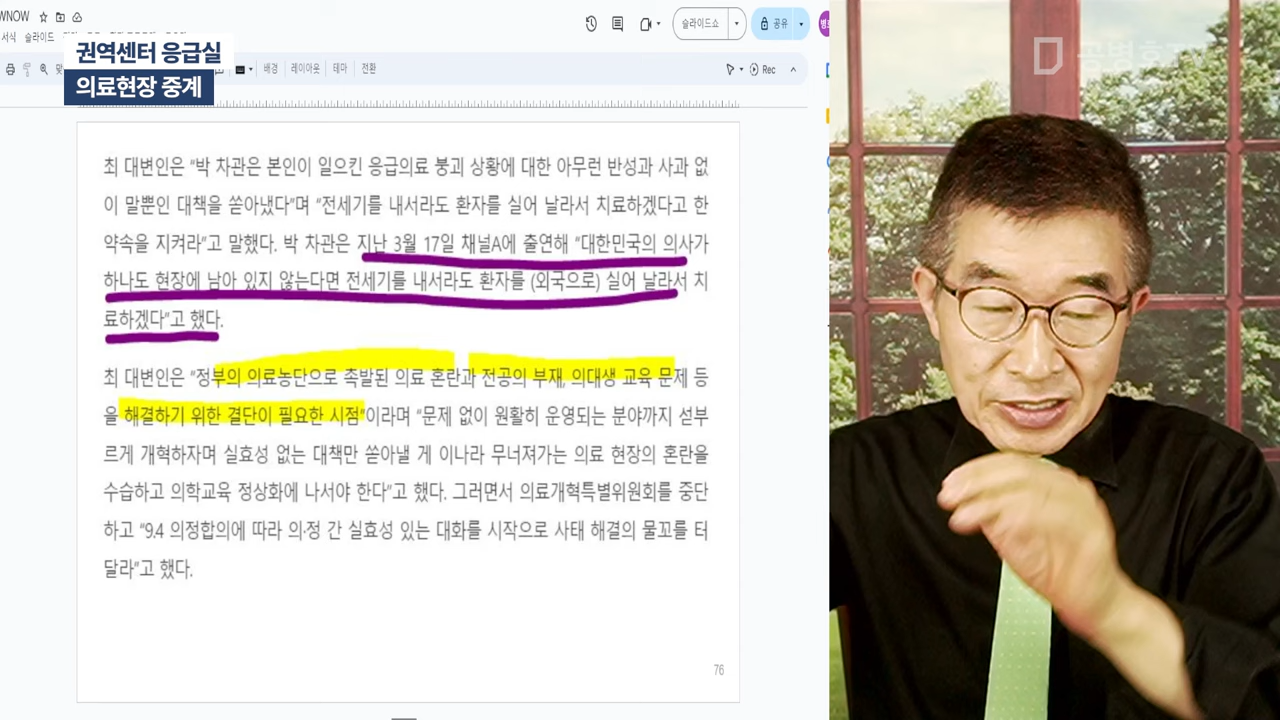 WNOW
서식 슬라이드
슬라이드쇼
공유
권역센터 응급실
의료현장 중계
배경 레이아웃 테마 전환
Rec
공병호TV
최 대변인은 “박 차관은 본인이 일으킨 응급의료 붕괴 상황에 대한 아무런 반성과 사과 없
이 말뿐인 대책을 쏟아냈다”며 “전세기를 내서라도 환자를 실어 날라서 치료하겠다고 한
약속을 지켜라”고 말했다. 박 차관은 지난 3월 17일 채널A에 출연해 “대한민국의 의사가
하나도 현장에 남아 있지 않는다면 전세기를 내서라도 환자를 (외국으로) 실어 날라서 치
료하겠다”고 했다.
최 대변인은 “정부의 의료농단으로 촉발된 의료 혼란과 전공의 부재, 의대생 교육 문제 등
을 해결하기 위한 결단이 필요한 시점”이라며 “문제 없이 원활히 운영되는 분야까지 섣부
르게 개혁하자며 실효성 없는 대책만 쏟아낼 게 이나라 무너져가는 의료 현장의 혼란을
수습하고 의학교육 정상화에 나서야 한다”고 했다. 그러면서 의료개혁특별위원회를 중단
하고 “9.4 의정합의에 따라 의·정 간 실효성 있는 대화를 시작으로 사태 해결의 물꼬를 터
달라”고 했다.
76